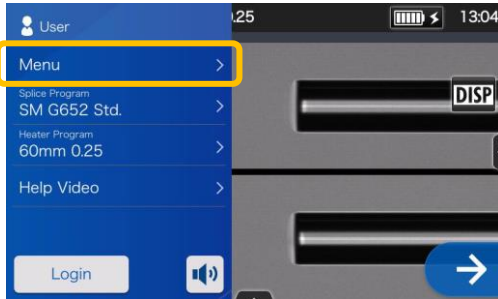 User
.25
13:04
Menu
Splice Program
SM G652 Std.
DISP
Heater Program
60mm 0.25
Help Video
Login